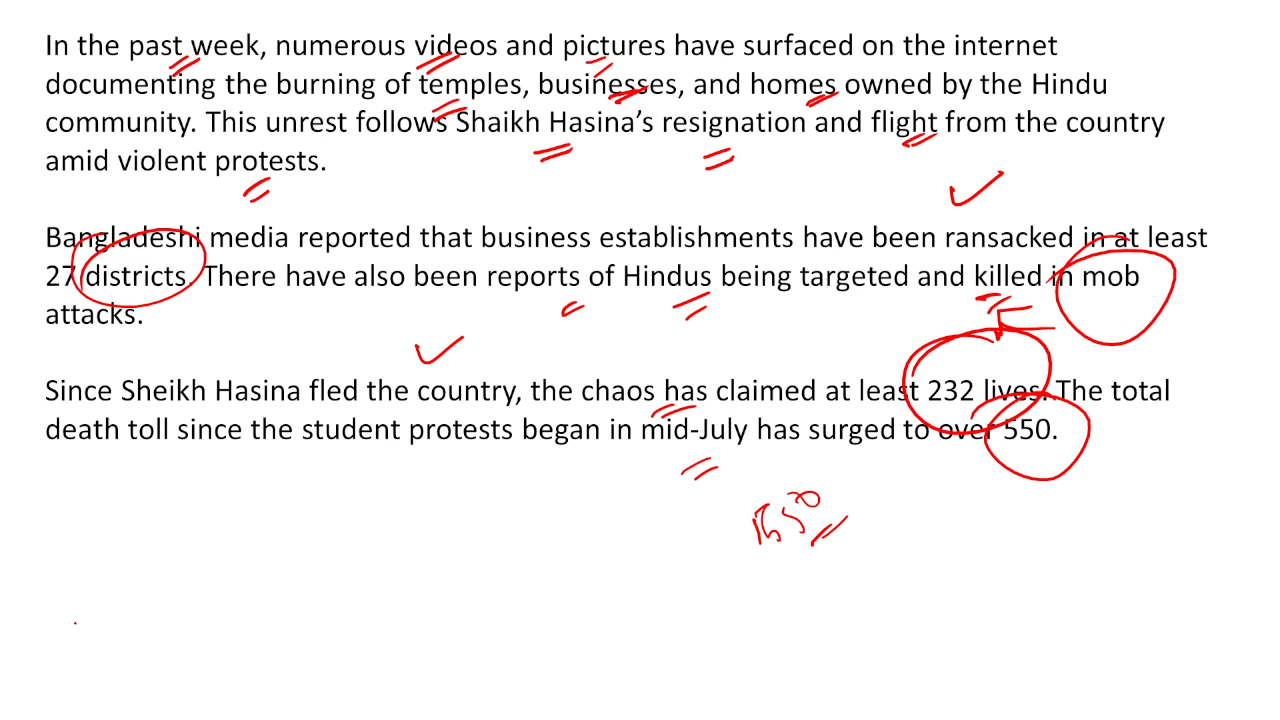 In the past week, numerous videos and pictures have surfaced on the internet
documenting the burning of temples, businesses, and homes owned by the Hindu
community. This unrest follows Shaikh Hasina's resignation and flight from the country
amid violent protests.
Bangladeshi media reported that business establishments have been ransacked in at least
27 districts. There have also been reports of Hindus being targeted and killed in mob
attacks.
Since Sheikh Hasina fled the country, the chaos has claimed at least 232 lives. The total
death toll since the student protests began in mid-July has surged to over 550.